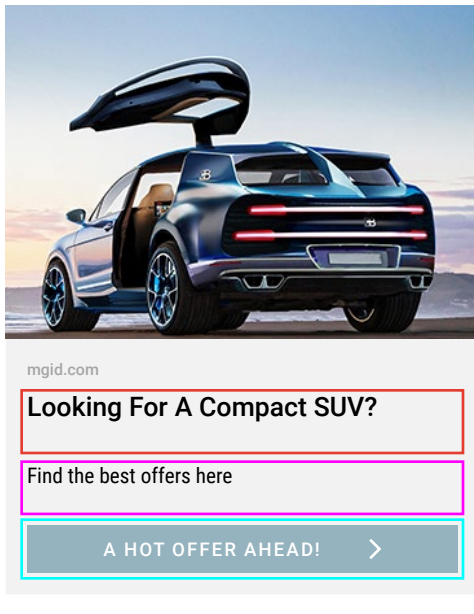 mgid.com
Looking For A Compact SUV?
Find the best offers here
A HOT OFFER AHEAD!